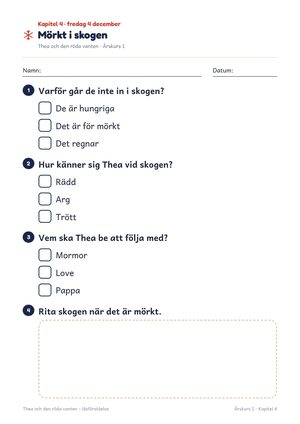 Kapitel 4 · fredag 4 december
Mörkt i skogen
Thea och den röda vanten · Årskurs 1
Namn:
Datum:
1 Varför går de inte in i skogen?
De är hungriga
Det är för mörkt
Det regnar
2 Hur känner sig Thea vid skogen?
Rädd
Arg
Trött
3 Vem ska Thea be att följa med?
Mormor
Love
Pappa
4 Rita skogen när det är mörkt.
Thea och den röda vanten – läsförståelse
Årskurs 1 · Kapitel 4